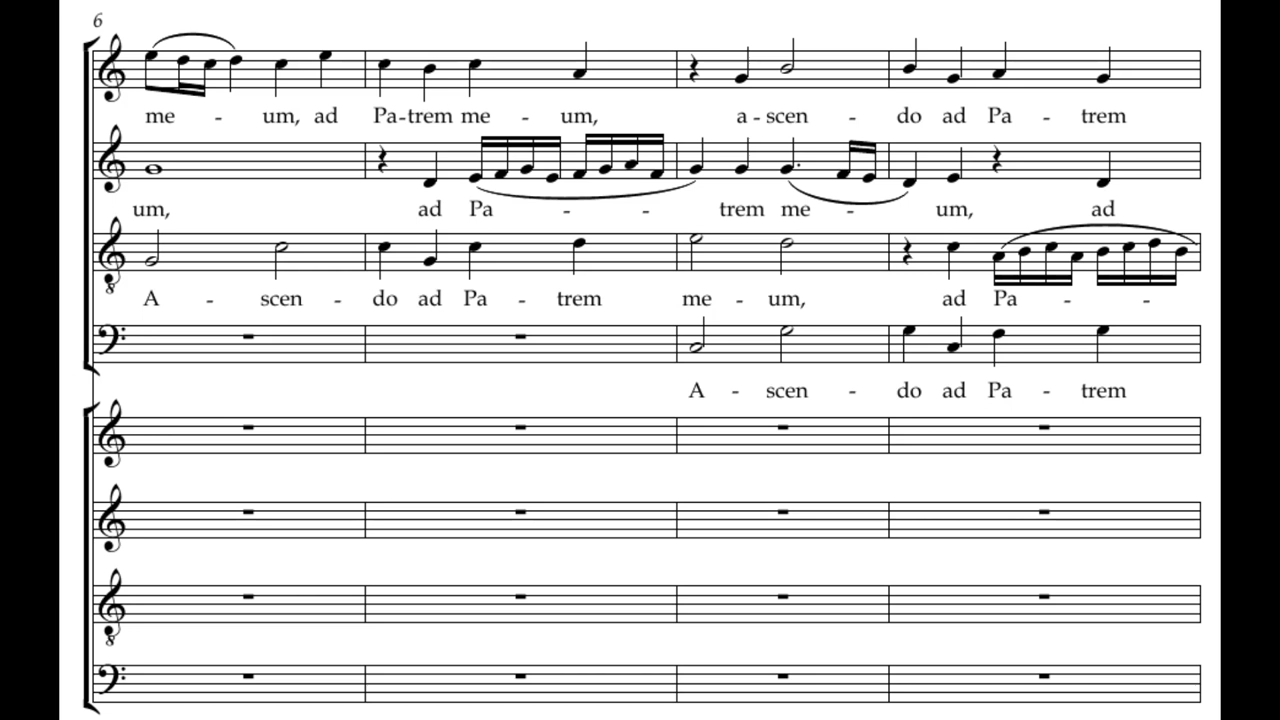 6
me - um, ad Pa-trem me - um, a - scen - do ad Pa - trem
um, ad Pa - - trem me - um, ad
A - scen - do ad Pa - trem me - um, ad Pa - -
A - scen - do ad Pa - trem